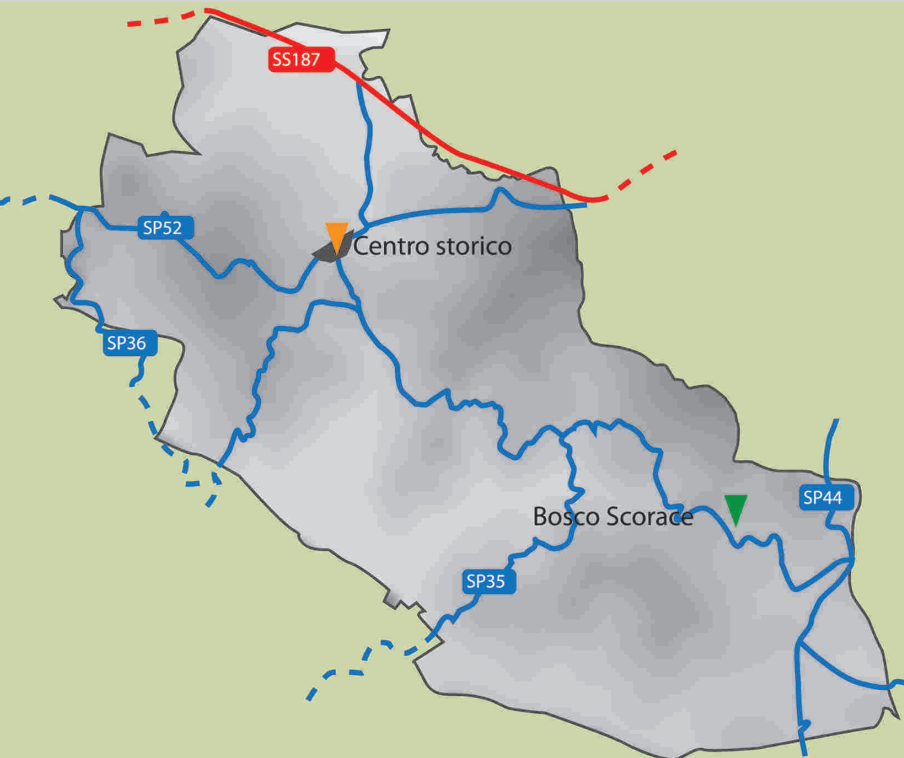 SS187
SP52
Centro storico
SP36
SP44
Bosco Scorace
SP35